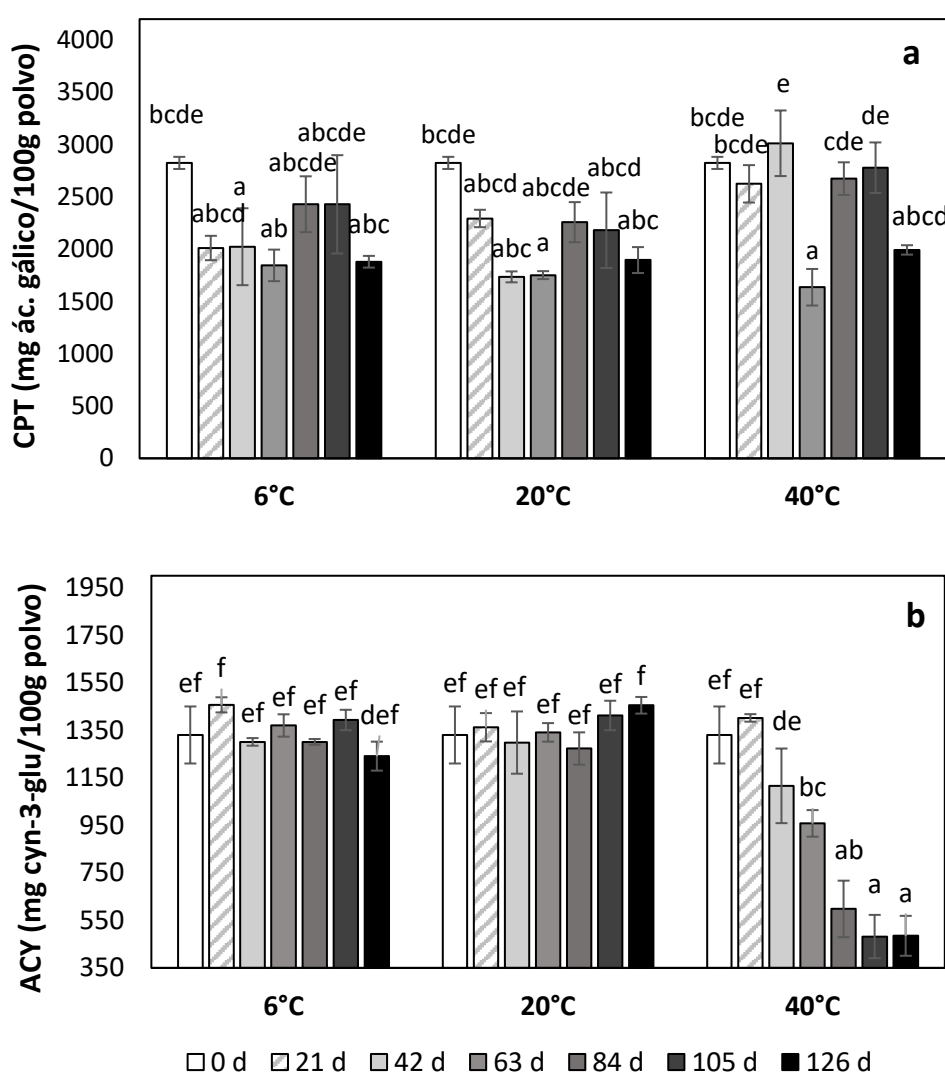 a
CPT (mg ác. gálico/100g polvo)
4000
3500
3000
2500
2000
1500
1000
500
0
bcde abcd a ab abcde abcde abc
bcde abcd abc a abcde abcd abc
bcde bcde e a cde de abcd
6°C 20°C 40°C
b
ACY (mg cyn-3-glu/100g polvo)
1950
1750
1550
1350
1150
950
750
550
350
ef f ef ef ef ef def
ef ef ef ef ef ef f
ef ef de bc ab a a
6°C 20°C 40°C
0 d 21 d 42 d 63 d 84 d 105 d 126 d